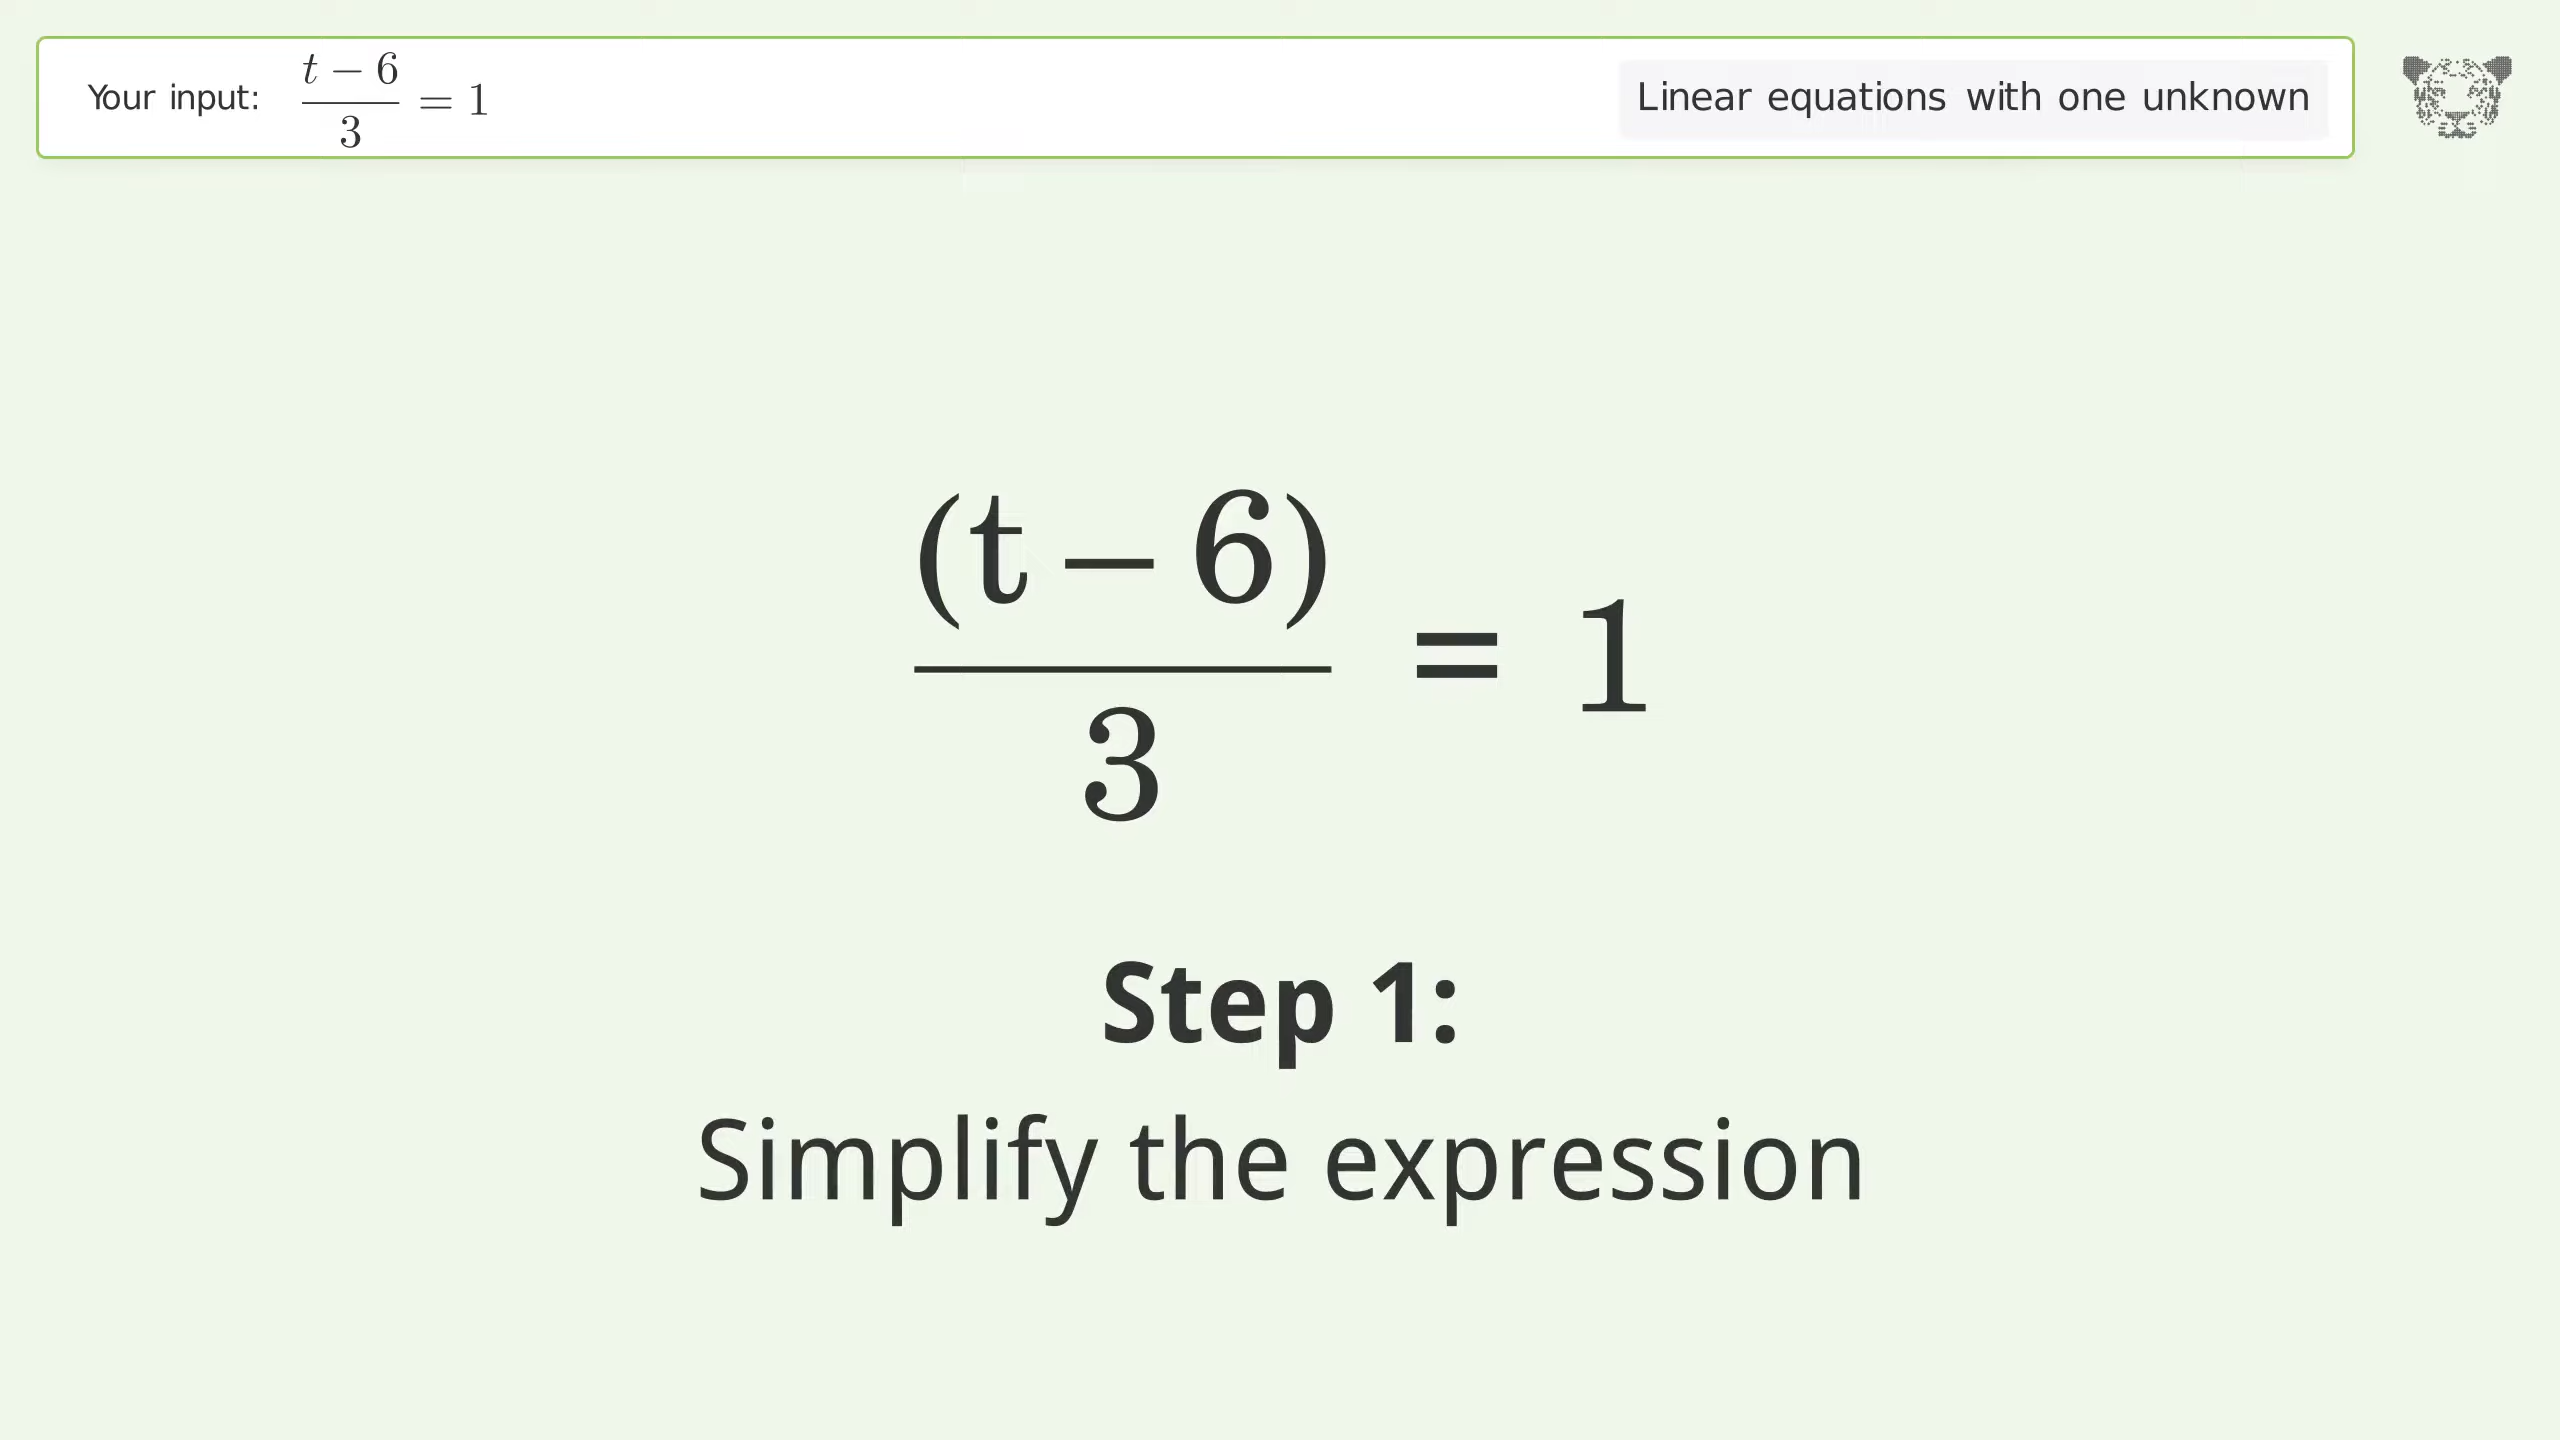 Your input: (t − 6)/3 = 1
Linear equations with one unknown
(t − 6)/3 = 1
Step 1:
Simplify the expression